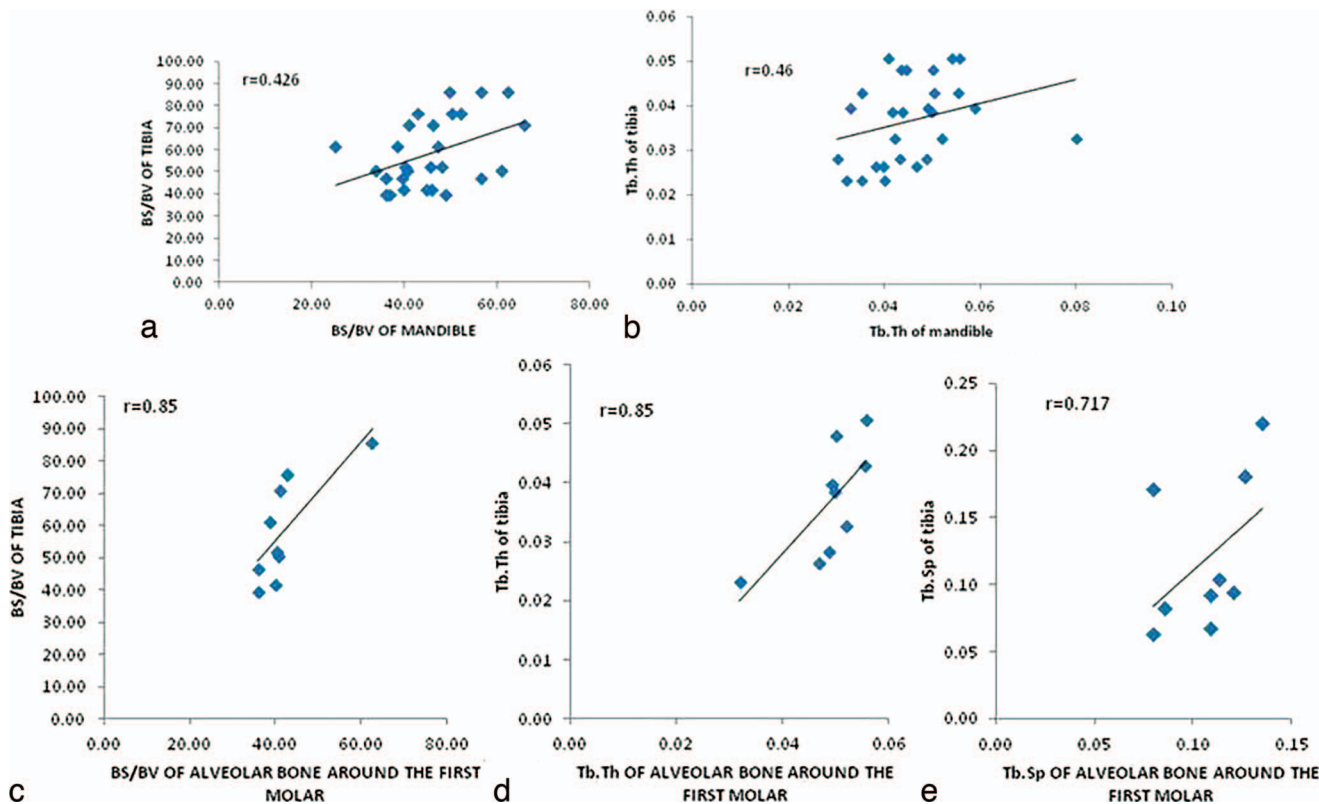 r=0.426
BS/BV OF TIBIA
100.00
90.00
80.00
70.00
60.00
50.00
40.00
30.00
20.00
10.00
0.00
0.00 20.00 40.00 60.00 80.00
BS/BV OF MANDIBLE
a
r=0.46
Tb.Th of tibia
0.06
0.05
0.04
0.03
0.02
0.01
0.00
0.00 0.02 0.04 0.06 0.08 0.10
Tb.Th of mandible
b
r=0.85
BS/BV OF TIBIA
100.00
90.00
80.00
70.00
60.00
50.00
40.00
30.00
20.00
10.00
0.00
0.00 20.00 40.00 60.00 80.00
BS/BV OF ALVEOLAR BONE AROUND THE FIRST
MOLAR
c
r=0.85
Tb.Th of tibia
0.06
0.05
0.04
0.03
0.02
0.01
0.00
0.00 0.02 0.04 0.06
Tb.Th OF ALVEOLAR BONE AROUND THE
FIRST MOLAR
d
r=0.717
Tb.Sp of tibia
0.25
0.20
0.15
0.10
0.05
0.00
0.00 0.05 0.10 0.15
Tb.Sp OF ALVEOLAR BONE AROUND THE
FIRST MOLAR
e